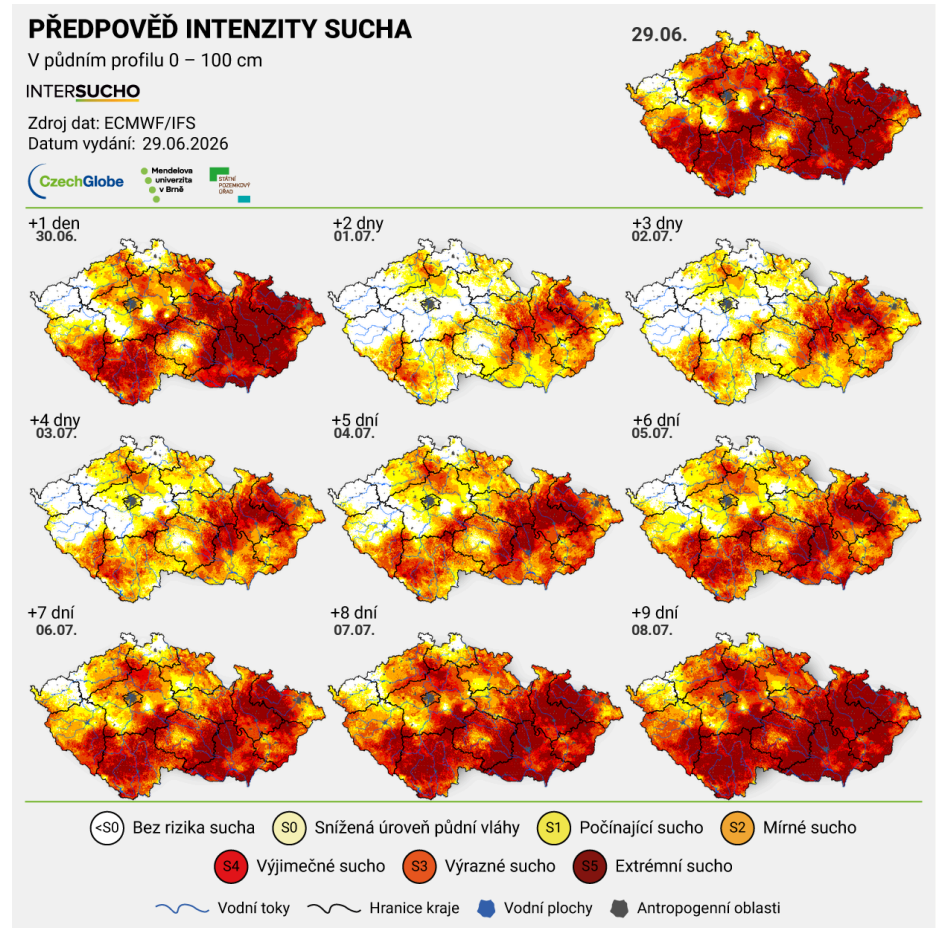 PŘEDPOVĚĎ INTENZITY SUCHA
V půdním profilu 0 – 100 cm
INTERSUCHO
Zdroj dat: ECMWF/IFS
Datum vydání: 29.06.2026
CzechGlobe
Mendelova
univerzita
v Brně
STÁTNÍ
POZEMKOVÝ
ÚŘAD
29.06.
+1 den
30.06.
+2 dny
01.07.
+3 dny
02.07.
+4 dny
03.07.
+5 dní
04.07.
+6 dní
05.07.
+7 dní
06.07.
+8 dní
07.07.
+9 dní
08.07.
<S0 Bez rizika sucha S0 Snížená úroveň půdní vláhy S1 Počínající sucho S2 Mírné sucho
S4 Výjimečné sucho S3 Výrazné sucho S5 Extrémní sucho
Vodní toky Hranice kraje Vodní plochy Antropogenní oblasti